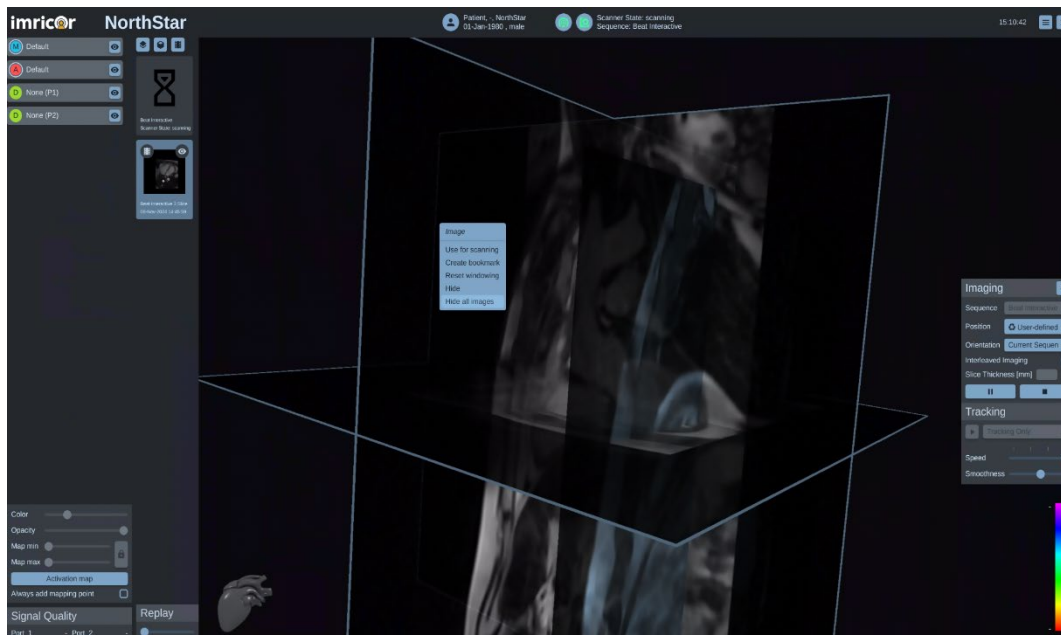 imricor
NorthStar
Patient, -, NorthStar
01-Jan-1980 , male
Scanner State: scanning
Sequence: Beat Interactive
15:10:42
M Default
A Default
D None (P1)
D None (P2)
Beat Interactive
Scanner State: scanning
Image
Use for scanning
Create bookmark
Reset windowing
Hide
Hide all images
Imaging
Sequence Beat Interactive
Position User-defined
Orientation Current Sequen
Interleaved Imaging
Slice Thickness [mm]
Tracking
Tracking Only
Speed
Smoothness
Color
Opacity
Map min
Map max
Activation map
Always add mapping point
Signal Quality
Port 1 - Port 2 -
Replay